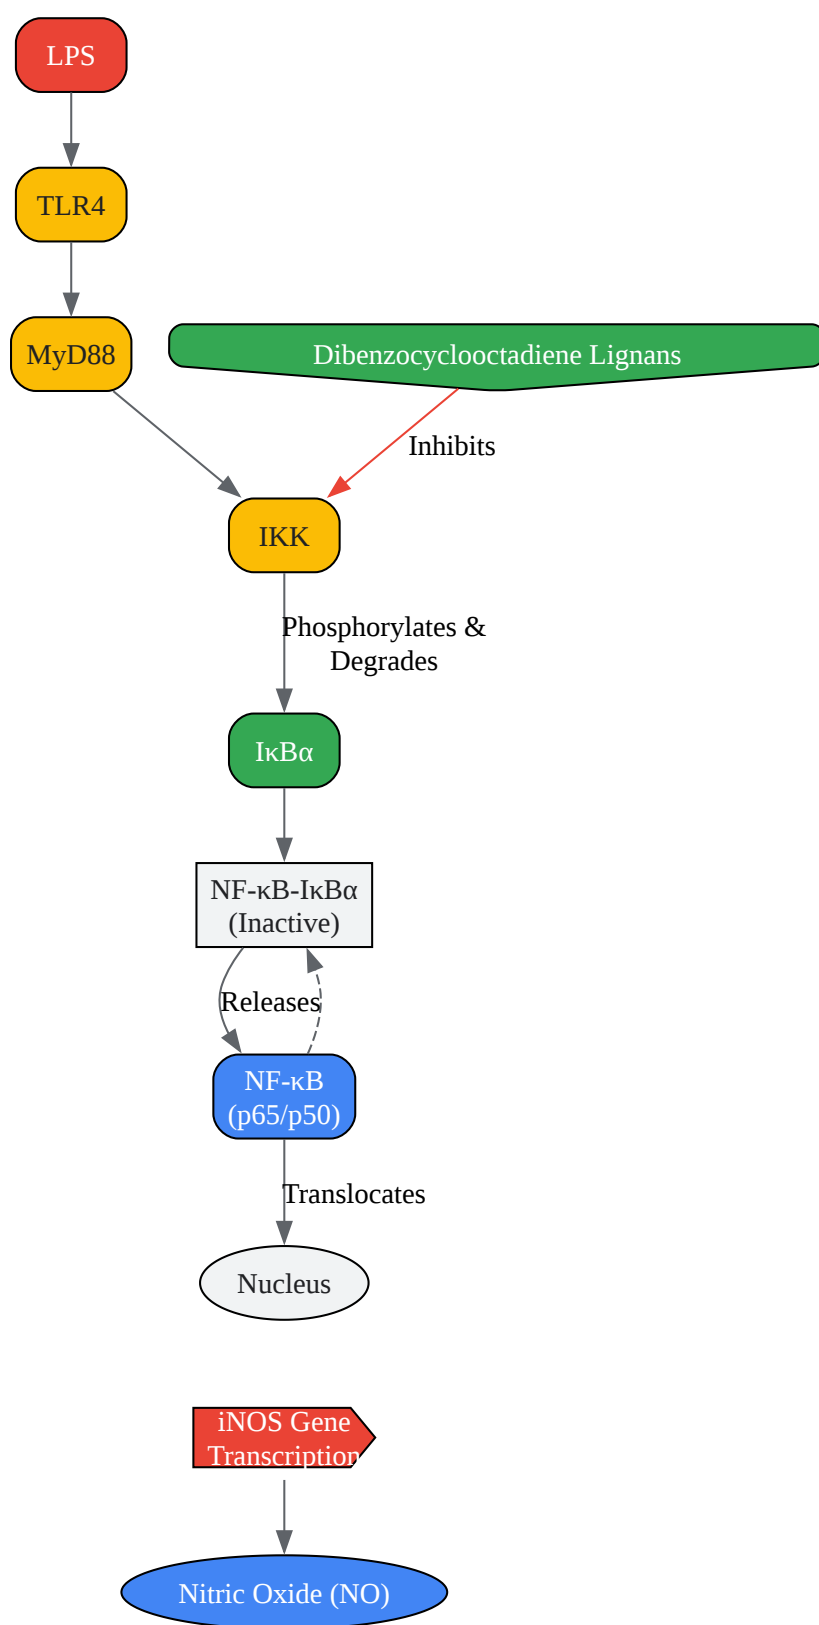 LPS
TLR4
MyD88
Dibenzocyclooctadiene Lignans
Inhibits
IKK
Phosphorylates &
Degrades
IκBα
NF-κB-IκBα
(Inactive)
Releases
NF-κB
(p65/p50)
Translocates
Nucleus
iNOS Gene
Transcription
Nitric Oxide (NO)